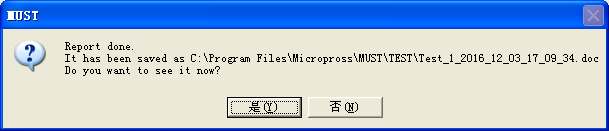 MUST
Report done.
It has been saved as C:\Program Files\Micropross\MUST\TEST\Test_1_2016_12_03_17_09_34.doc
Do you want to see it now?
是(Y) 否(N)